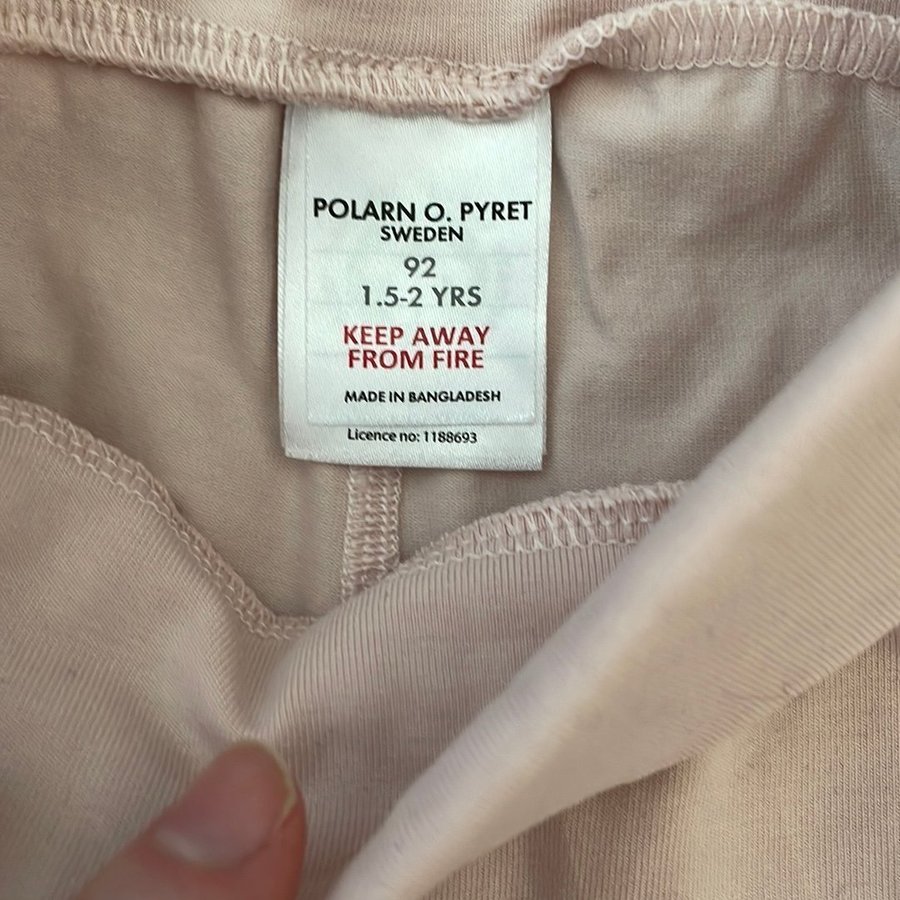 POLARN O. PYRET
SWEDEN
92
1.5-2 YRS
KEEP AWAY
FROM FIRE
MADE IN BANGLADESH
Licence no: 1188693